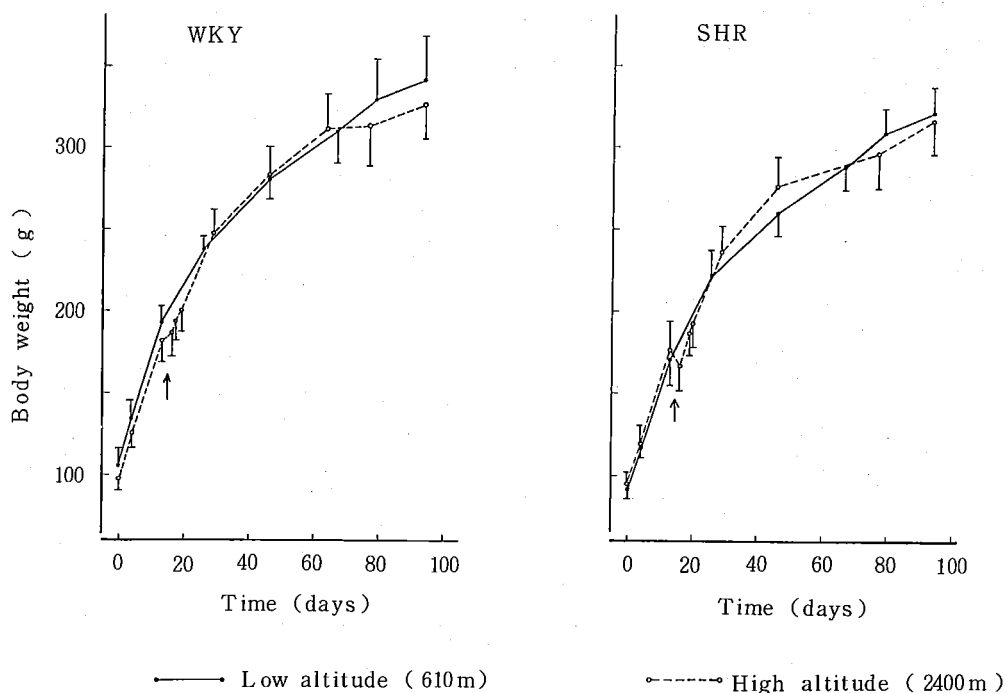 WKY
SHR
300
200
100
Body weight (g)
0 20 40 60 80 100
0 20 40 60 80 100
Time (days)
Time (days)
Low altitude (610m)
High altitude (2400m)